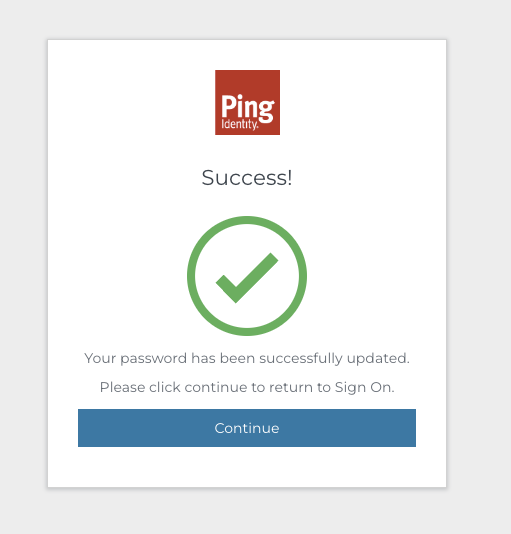 Ping
Identity.
Success!
Your password has been successfully updated.
Please click continue to return to Sign On.
Continue